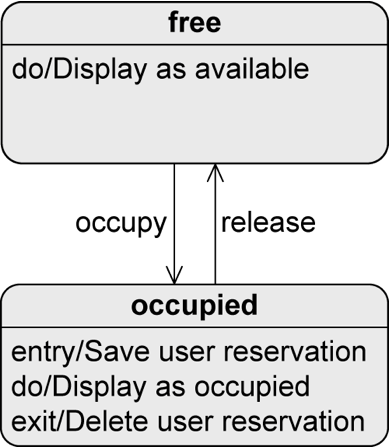 free
do/Display as available
occupy
release
occupied
entry/Save user reservation
do/Display as occupied
exit/Delete user reservation